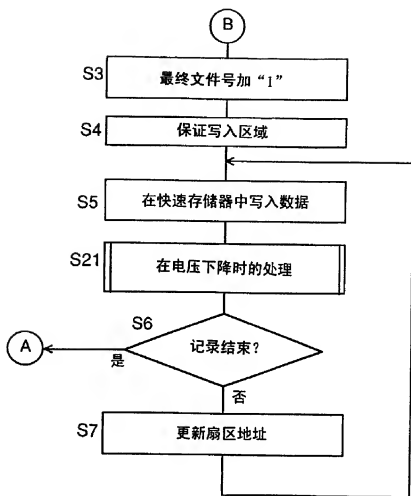 B
S3
最终文件号加“1”
S4
保证写入区域
S5
在快速存储器中写入数据
S21
在电压下降时的处理
S6
记录结束?
A
是
否
S7
更新扇区地址